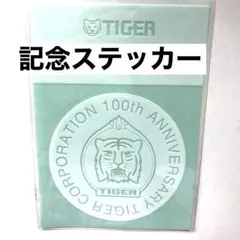 TIGER
記念ステッカー
100th ANNIVERSARY TIGER CORPORATION
TIGER